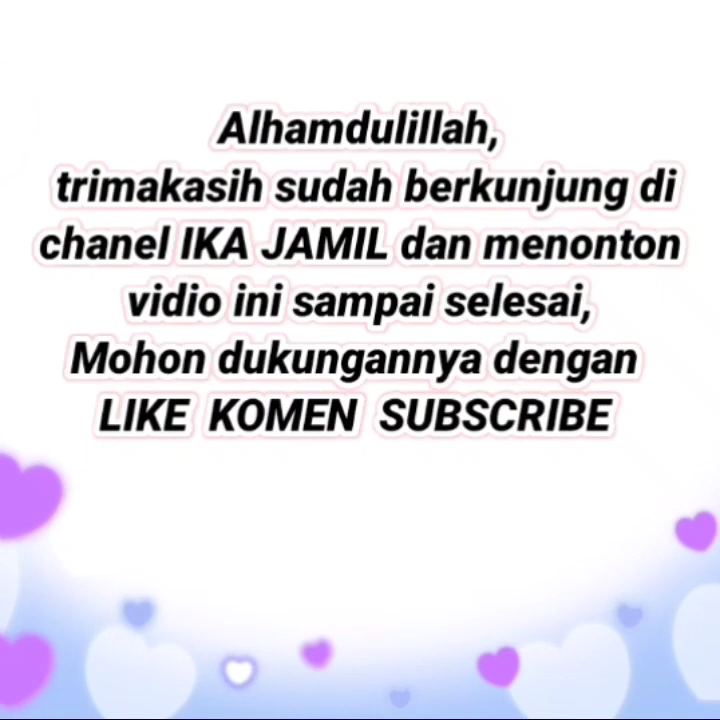 Alhamdulillah,
trimakasih sudah berkunjung di
chanel IKA JAMIL dan menonton
vidio ini sampai selesai,
Mohon dukungannya dengan
LIKE KOMEN SUBSCRIBE